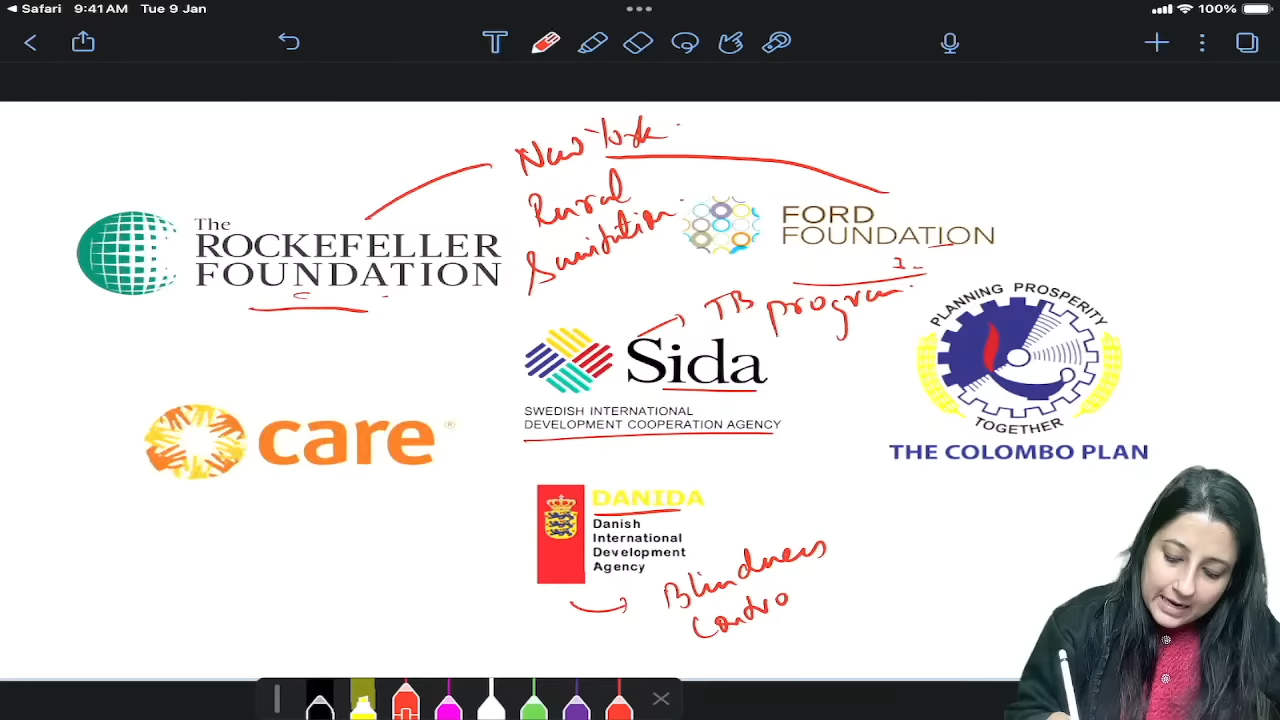 Safari 9:41 AM Tue 9 Jan
100%
New York
Rural
Sanitation
The
ROCKEFELLER
FOUNDATION
FORD
FOUNDATION
TB program
PLANNING PROSPERITY
TOGETHER
THE COLOMBO PLAN
Sida
SWEDISH INTERNATIONAL
DEVELOPMENT COOPERATION AGENCY
care®
DANIDA
Danish
International
Development
Agency
Blindness
Contro